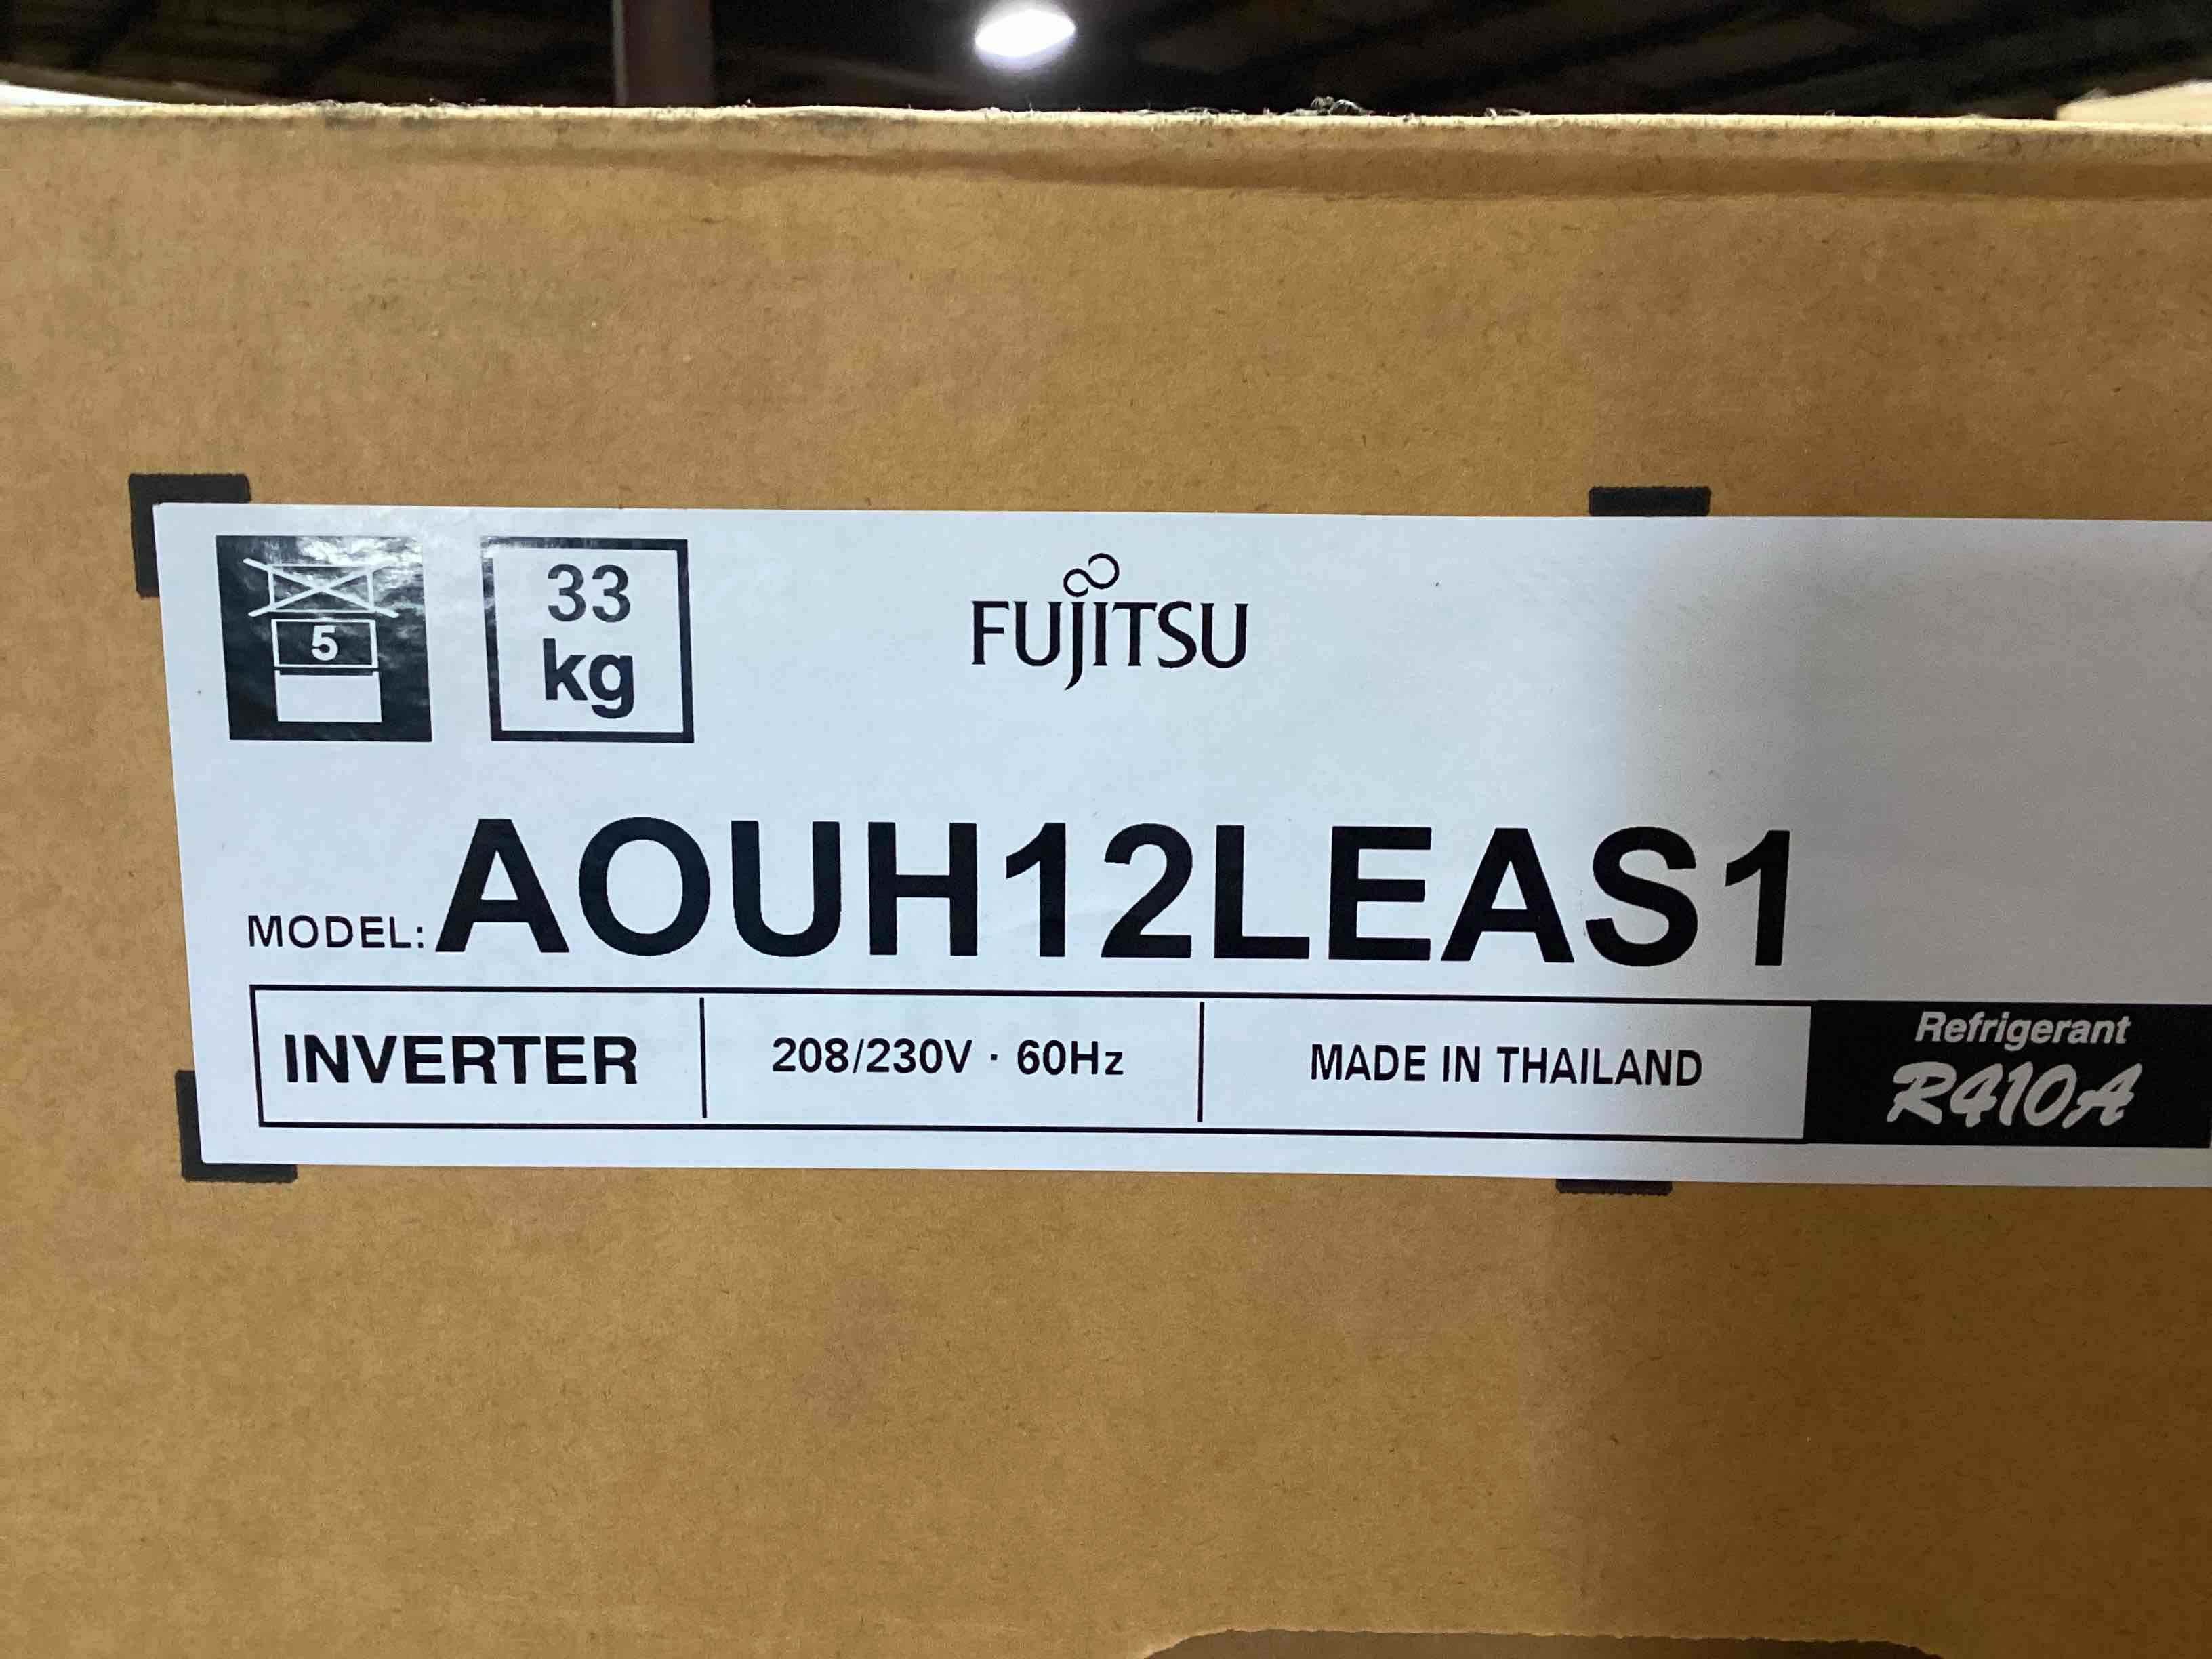 5
33
kg
FUJITSU
MODEL: AOUH12LEAS1
INVERTER
208/230V · 60Hz
MADE IN THAILAND
Refrigerant
R410A